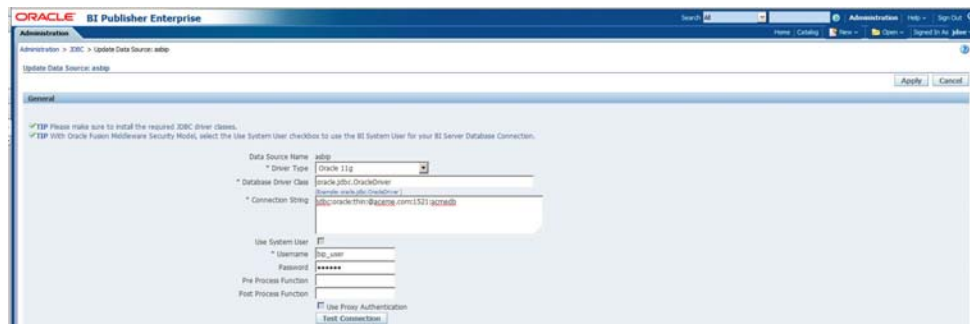 ORACLE BI Publisher Enterprise
Search All Administration Help Sign Out
Administration
Home Catalog New Open Signed In As jdoe
Administration > JDBC > Update Data Source: asbip
Update Data Source: asbip
Apply Cancel
General
TIP Please make sure to install the required JDBC driver classes.
TIP With Oracle Fusion Middleware Security Model, select the Use System User checkbox to use the BI System User for your BI Server Database Connection.
Data Source Name asbip
* Driver Type Oracle 11g
* Database Driver Class oracle.jdbc.OracleDriver
(Example: oracle.jdbc.OracleDriver )
* Connection String jdbc:oracle:thin:@aceme.com:1521:acmedb
Use System User
* Username bip_user
Password ••••••
Pre Process Function
Post Process Function
Use Proxy Authentication
Test Connection